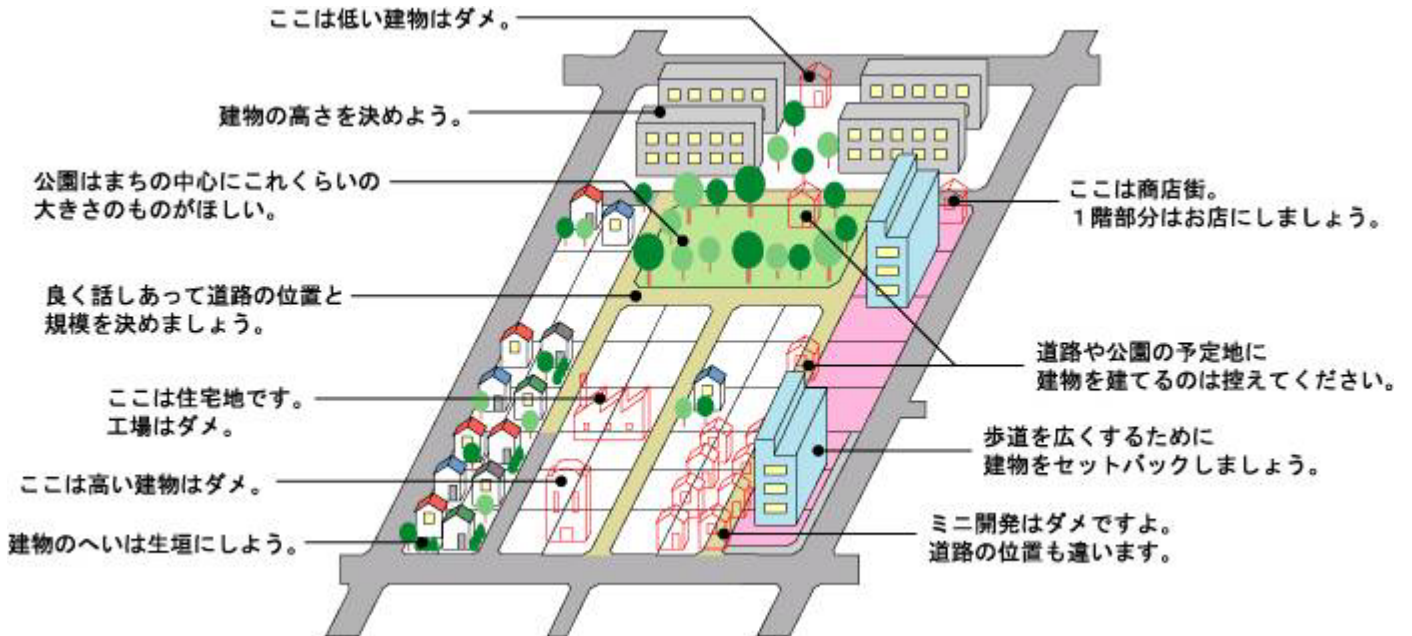 ここは低い建物はダメ。
建物の高さを決めよう。
公園はまちの中心にこれくらいの
大きさのものがほしい。
良く話しあって道路の位置と
規模を決めましょう。
ここは住宅地です。
工場はダメ。
ここは高い建物はダメ。
建物のへいは生垣にしよう。
ここは商店街。
1階部分はお店にしましょう。
道路や公園の予定地に
建物を建てるのは控えてください。
歩道を広くするために
建物をセットバックしましょう。
ミニ開発はダメですよ。
道路の位置も違います。